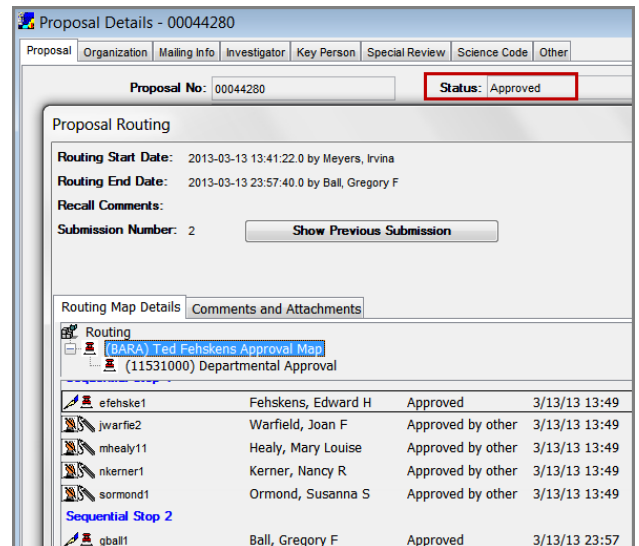 Proposal Details - 00044280
Proposal Organization Mailing Info Investigator Key Person Special Review Science Code Other
Proposal No: 00044280 Status: Approved
Proposal Routing
Routing Start Date: 2013-03-13 13:41:22.0 by Meyers, Irvina
Routing End Date: 2013-03-13 23:57:40.0 by Ball, Gregory F
Recall Comments:
Submission Number: 2 Show Previous Submission
Routing Map Details Comments and Attachments
Routing
(BARA) Ted Fehskens Approval Map
(11531000) Departmental Approval
efehske1 Fehskens, Edward H Approved 3/13/13 13:49
jwarfie2 Warfield, Joan F Approved by other 3/13/13 13:49
mhealy11 Healy, Mary Louise Approved by other 3/13/13 13:49
nkerner1 Kerner, Nancy R Approved by other 3/13/13 13:49
sormond1 Ormond, Susanna S Approved by other 3/13/13 13:49
Sequential Stop 2
gball1 Ball, Gregory F Approved 3/13/13 23:57